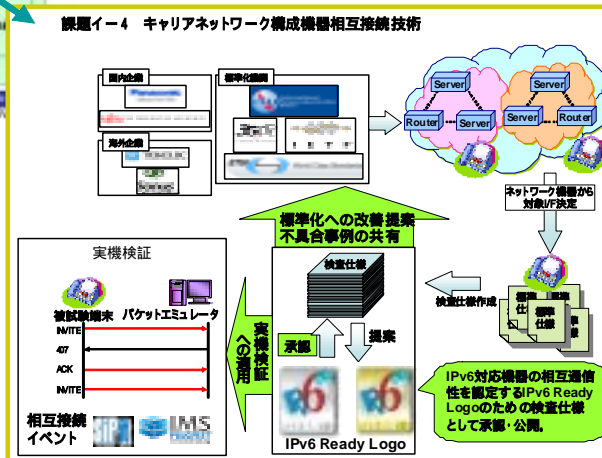 課題イー4 キャリアネットワーク構成機器相互接続技術
国内企業
標準化機関
Panasonic
海外企業
I E T F
World Class Standards
Server
Server
Router
Server
Server
Router
ネットワーク機器から
対象I/F決定
標準化への改善提案
不具合事例の共有
実機検証
被試験端末
パケットエミュレータ
INVITE
407
ACK
INVITE
相互接続
イベント
実機検証
への適用
検査仕様
承認
提案
IPv6 Ready Logo
検査仕様作成
標準
仕様
IPv6対応機器の相互通信
性を認定するIPv6 Ready
Logoのための検査仕様
として承認・公開。